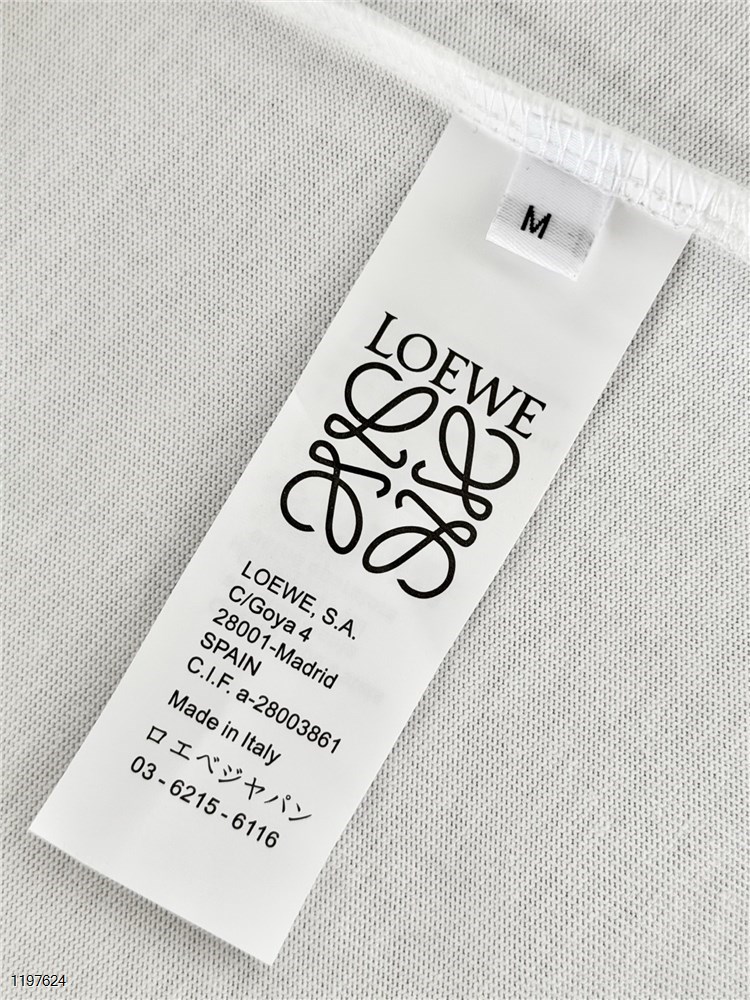 M
LOEWE
LOEWE, S.A.
C/Goya 4
28001-Madrid
SPAIN
C.I.F. a-28003861
Made in Italy
ロエベジャパン
03-6215-6116
1197624